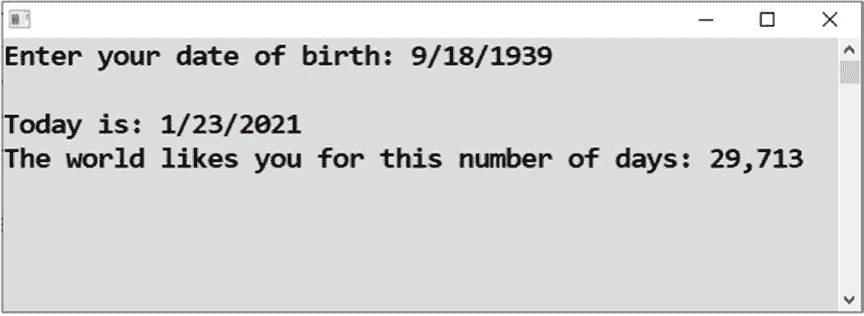 Enter your date of birth: 9/18/1939
Today is: 1/23/2021
The world likes you for this number of days: 29,713